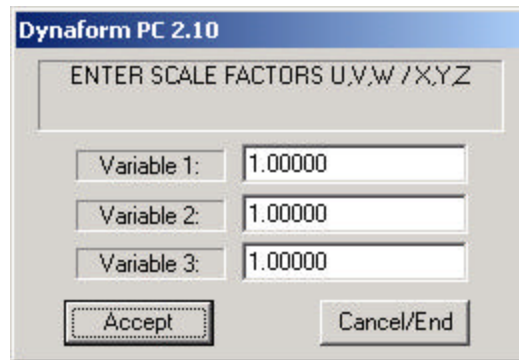 Dynaform PC 2.10
ENTER SCALE FACTORS U,V,W / X,Y,Z
Variable 1: 1.00000
Variable 2: 1.00000
Variable 3: 1.00000
Accept Cancel/End